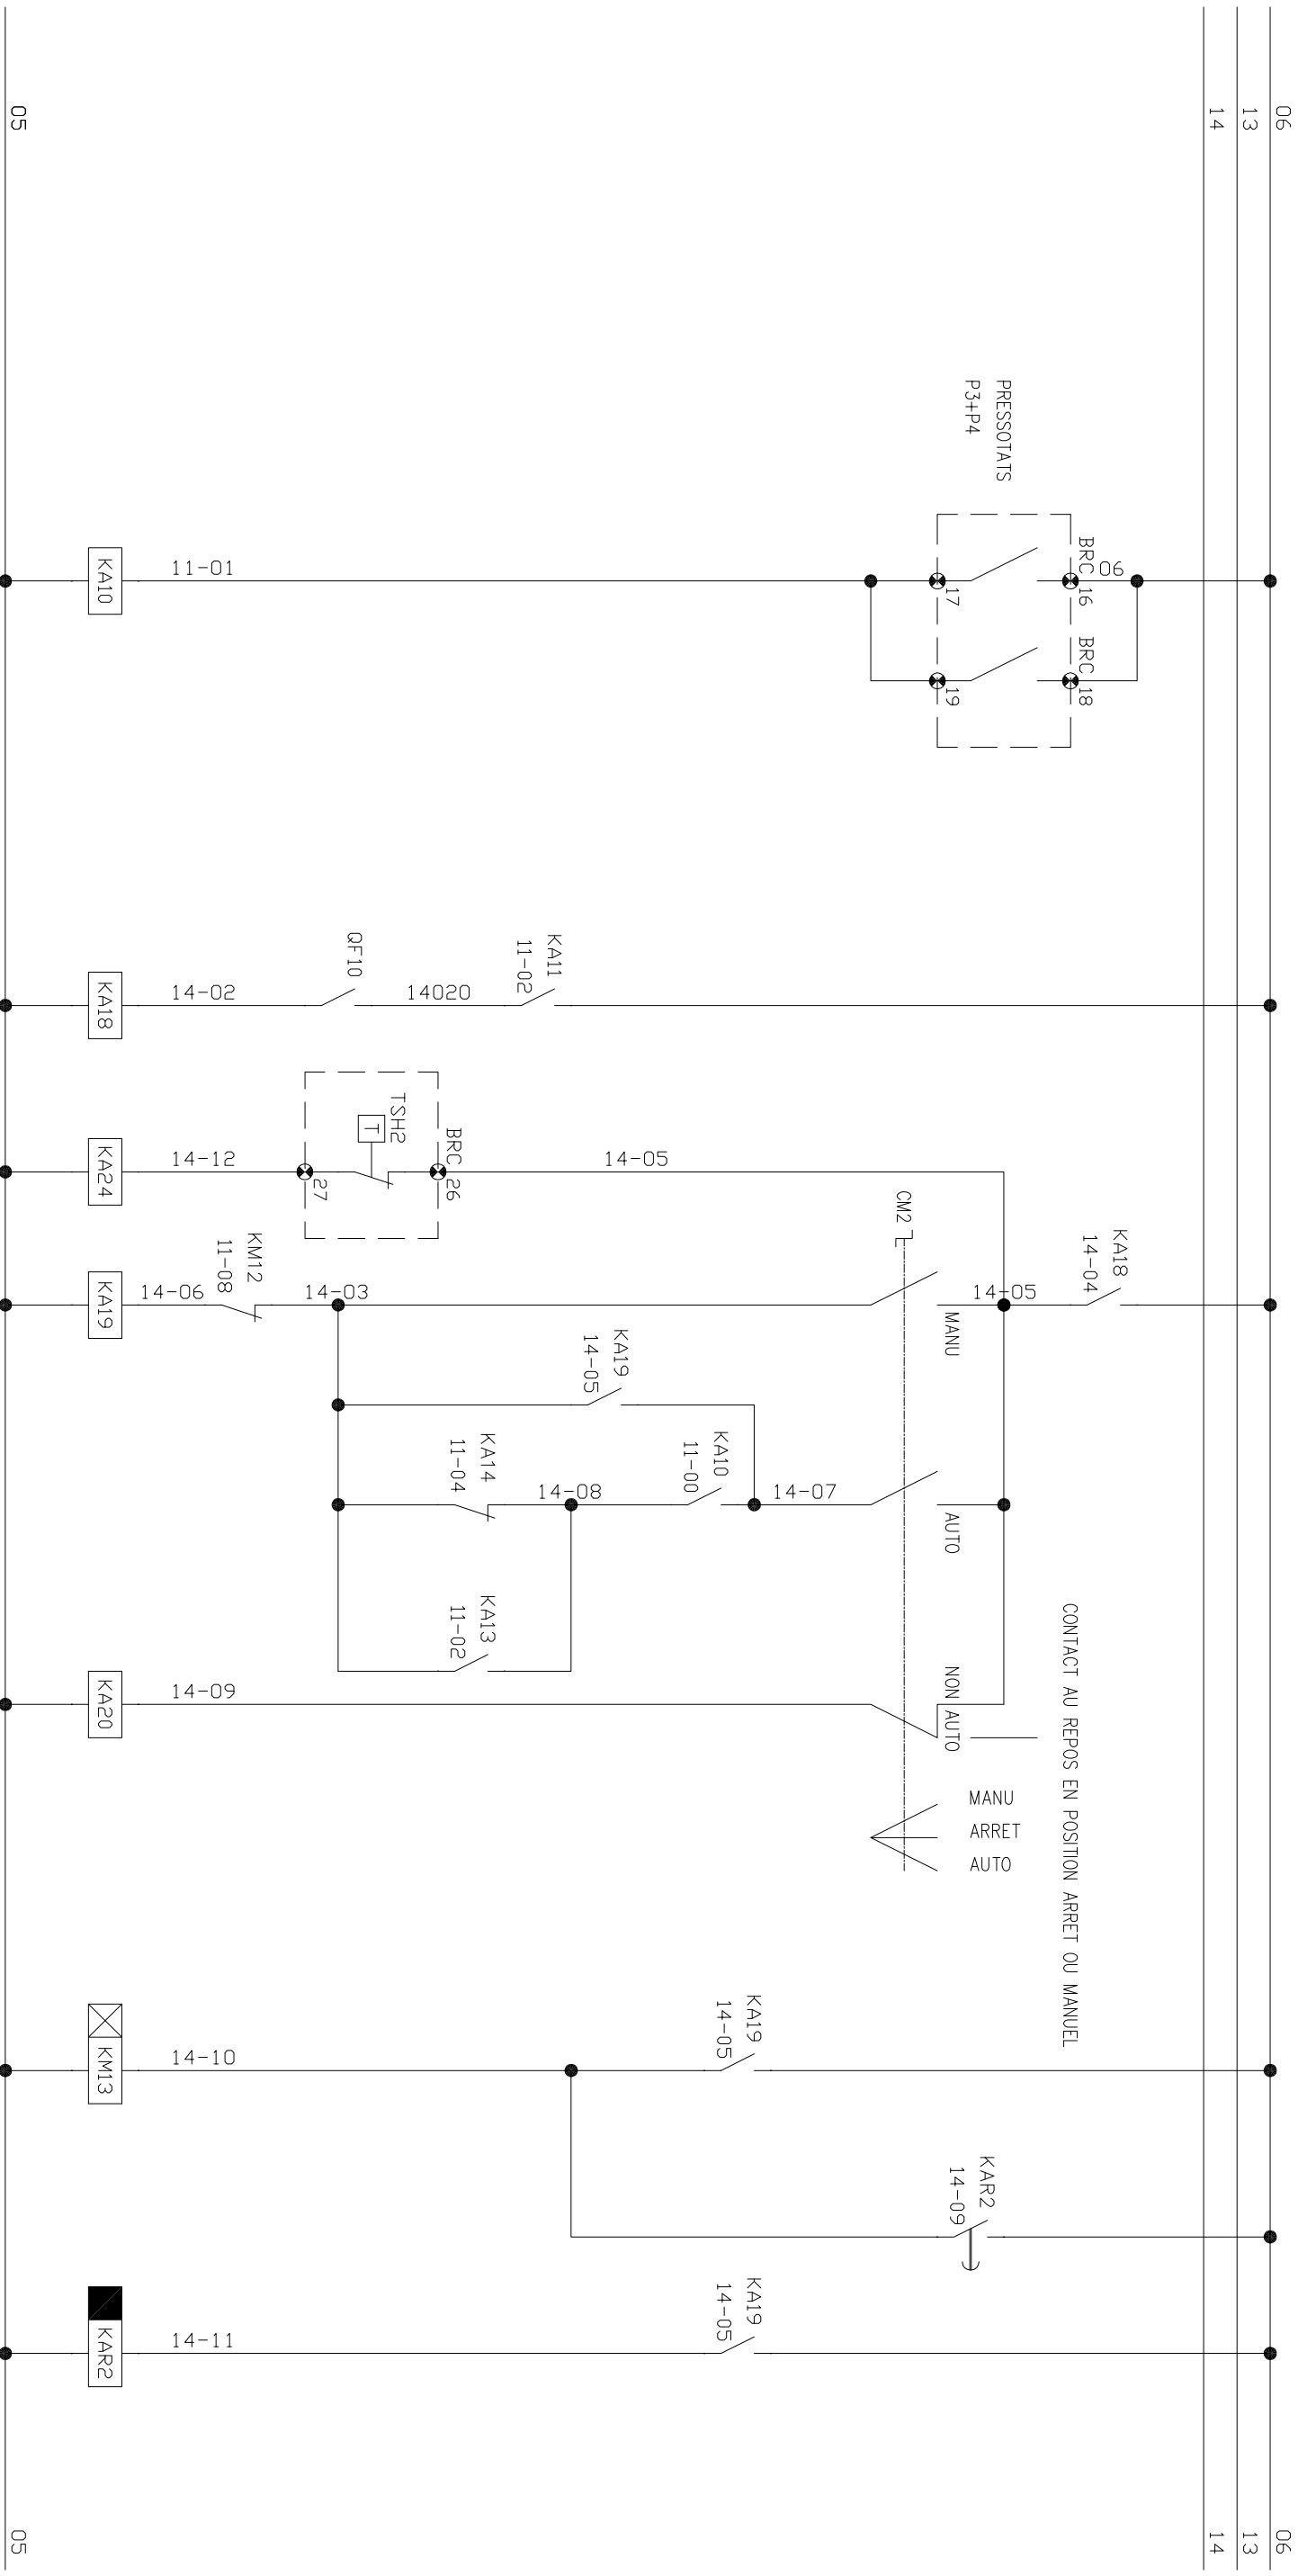 06
13
14
05
PRESSOTATS
P3+P4
BRC
16
06
BRC
18
17
19
11-01
KA10
KA11
11-02
14020
QF10
14-02
KA18
14-05
BRC
26
TSH2
T
27
14-12
KA24
KA18
14-04
14-05
CM2
MANU
14-03
KM12
11-08
14-06
KA19
KA19
14-05
AUTO
14-07
KA10
11-00
14-08
KA14
11-04
KA13
11-02
CONTACT AU REPOS EN POSITION ARRET OU MANUEL
NON AUTO
MANU
ARRET
AUTO
14-09
KA20
KA19
14-05
14-10
KM13
KAR2
14-09
KA19
14-05
14-11
KAR2
06
13
14
05